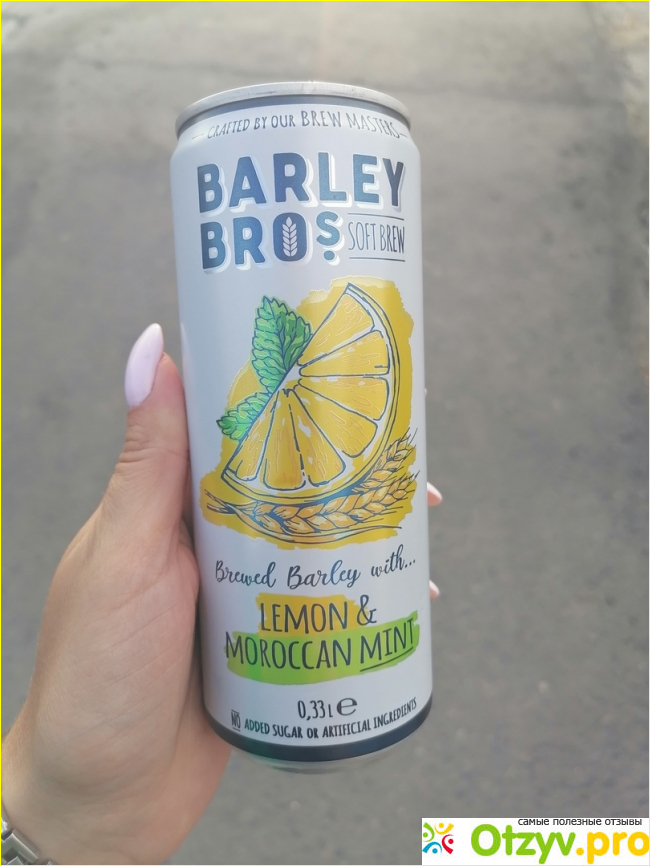 CRAFTED BY OUR BREW MASTERS
BARLEY
BROS
SOFT BREW
Brewed Barley with...
LEMON &
MOROCCAN MINT
0,33 l e
NO ADDED SUGAR OR ARTIFICIAL INGREDIENTS
самые полезные отзывы
Otzyv.pro